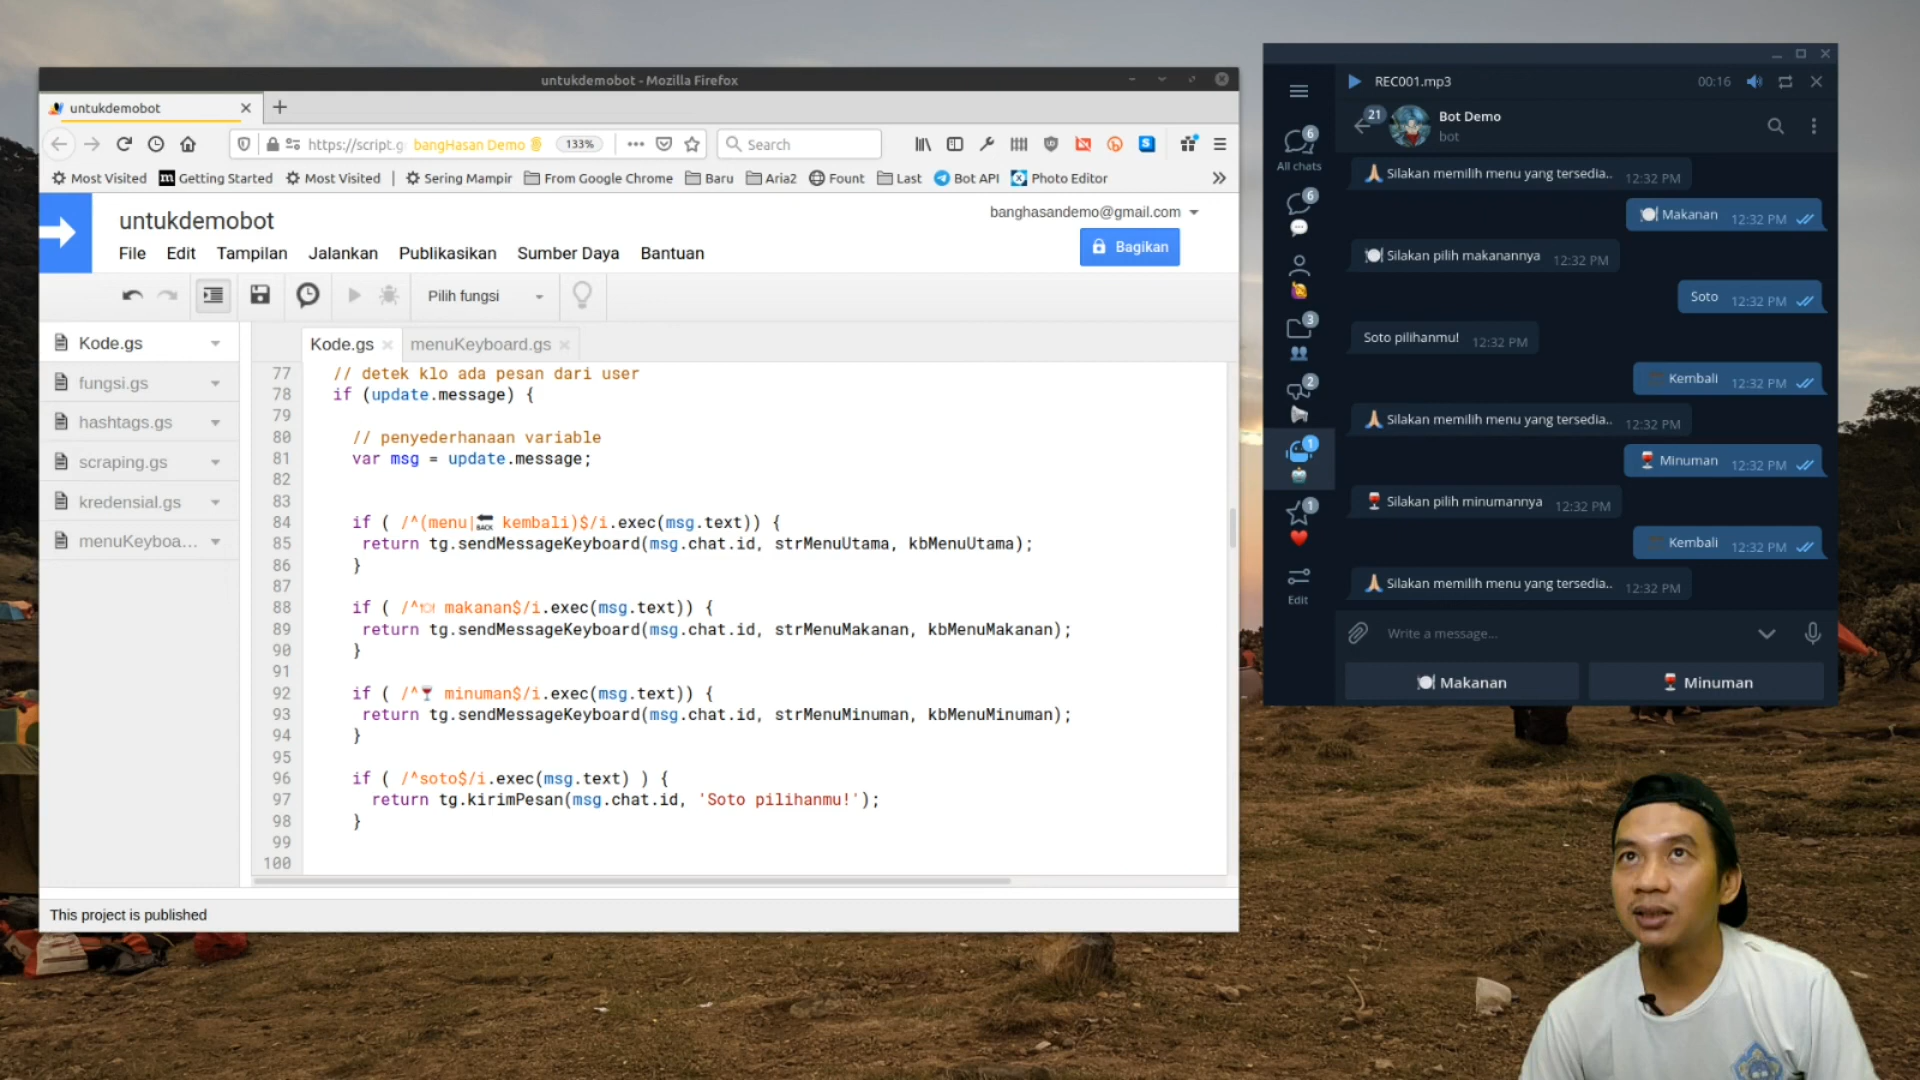 untukdemobot - Mozilla Firefox
untukdemobot
https://script.g bangHasan Demo 133% Search
Most Visited Getting Started Most Visited Sering Mampir From Google Chrome Baru Aria2 Fount Last Bot API Photo Editor
untukdemobot
banghasandemo@gmail.com
Bagikan
File Edit Tampilan Jalankan Publikasikan Sumber Daya Bantuan
Pilih fungsi
Kode.gs
fungsi.gs
hashtags.gs
scraping.gs
kredensial.gs
menuKeyboa...
Kode.gs menuKeyboard.gs
77 // detek klo ada pesan dari user
78 if (update.message) {
79
80 // penyederhanaan variable
81 var msg = update.message;
82
83
84 if ( /^(menu|🔙 kembali)$/i.exec(msg.text)) {
85 return tg.sendMessageKeyboard(msg.chat.id, strMenuUtama, kbMenuUtama);
86 }
87
88 if ( /^🍽 makanan$/i.exec(msg.text)) {
89 return tg.sendMessageKeyboard(msg.chat.id, strMenuMakanan, kbMenuMakanan);
90 }
91
92 if ( /^🍷 minuman$/i.exec(msg.text)) {
93 return tg.sendMessageKeyboard(msg.chat.id, strMenuMinuman, kbMenuMinuman);
94 }
95
96 if ( /^soto$/i.exec(msg.text) ) {
97 return tg.kirimPesan(msg.chat.id, 'Soto pilihanmu!');
98 }
99
100
This project is published
REC001.mp3 00:16
21 Bot Demo
bot
6
All chats
6
3
2
1
1
Edit
🙏 Silakan memilih menu yang tersedia.. 12:32 PM
🍽 Makanan 12:32 PM
🍽 Silakan pilih makanannya 12:32 PM
Soto 12:32 PM
Soto pilihanmu! 12:32 PM
Kembali 12:32 PM
🙏 Silakan memilih menu yang tersedia.. 12:32 PM
🍷 Minuman 12:32 PM
🍷 Silakan pilih minumannya 12:32 PM
Kembali 12:32 PM
🙏 Silakan memilih menu yang tersedia.. 12:32 PM
Write a message...
🍽 Makanan 🍷 Minuman